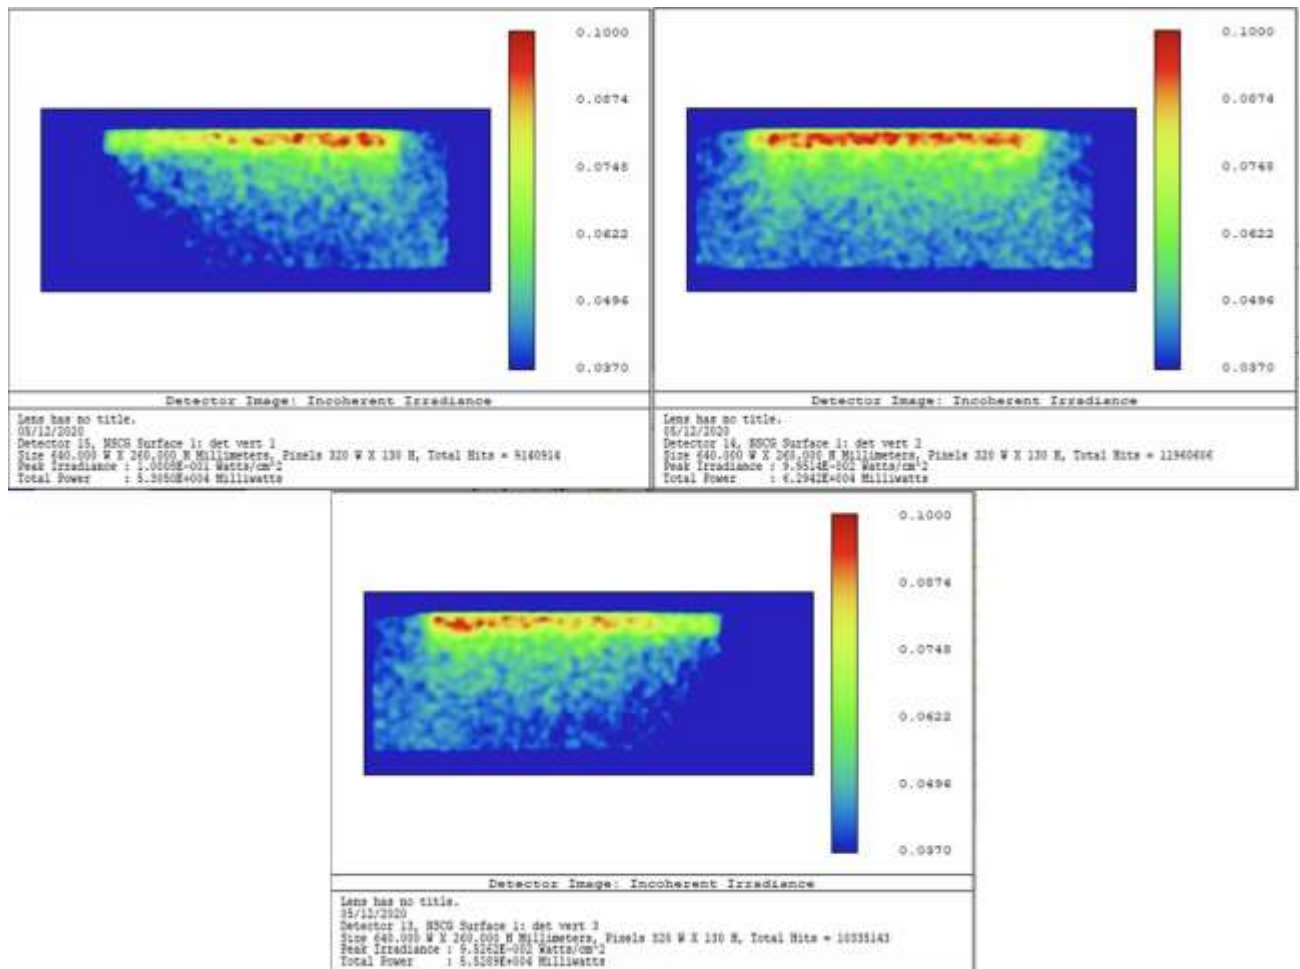 0.1000
0.0874
0.0748
0.0622
0.0496
0.0370
Detector Image: Incoherent Irradiance
Lens has no title.
05/12/2020
Detector 15, NSCG Surface 1: det vert 1
Size 640.000 W X 260.000 H Millimeters, Pixels 320 W X 130 H, Total Hits = 9140914
Peak Irradiance : 1.0005E-001 Watts/cm^2
Total Power : 5.3050E+004 Milliwatts
0.1000
0.0874
0.0748
0.0622
0.0496
0.0370
Detector Image: Incoherent Irradiance
Lens has no title.
05/12/2020
Detector 14, NSCG Surface 1: det vert 2
Size 640.000 W X 260.000 H Millimeters, Pixels 320 W X 130 H, Total Hits = 11960606
Peak Irradiance : 9.9514E-002 Watts/cm^2
Total Power : 6.2942E+004 Milliwatts
0.1000
0.0874
0.0748
0.0622
0.0496
0.0370
Detector Image: Incoherent Irradiance
Lens has no title.
05/12/2020
Detector 13, NSCG Surface 1: det vert 3
Size 640.000 W X 260.000 H Millimeters, Pixels 320 W X 130 H, Total Hits = 10335143
Peak Irradiance : 9.5262E-002 Watts/cm^2
Total Power : 5.5289E+004 Milliwatts